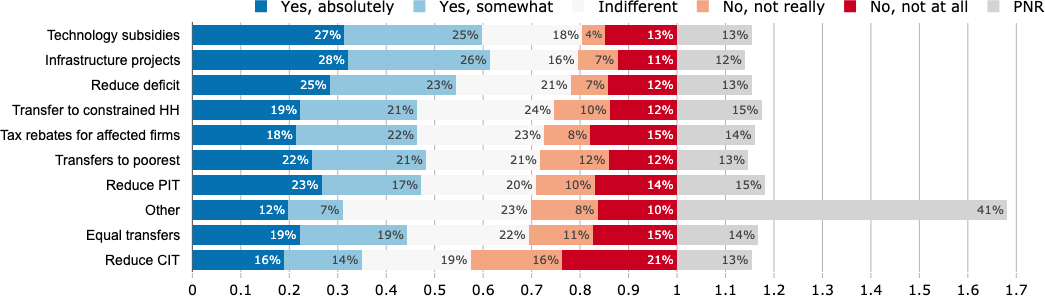 Yes, absolutely Yes, somewhat Indifferent No, not really No, not at all PNR
Technology subsidies 27% 25% 18% 4% 13% 13%
Infrastructure projects 28% 26% 16% 7% 11% 12%
Reduce deficit 25% 23% 21% 7% 12% 13%
Transfer to constrained HH 19% 21% 24% 10% 12% 15%
Tax rebates for affected firms 18% 22% 23% 8% 15% 14%
Transfers to poorest 22% 21% 21% 12% 12% 13%
Reduce PIT 23% 17% 20% 10% 14% 15%
Other 12% 7% 23% 8% 10% 41%
Equal transfers 19% 19% 22% 11% 15% 14%
Reduce CIT 16% 14% 19% 16% 21% 13%
0 0.1 0.2 0.3 0.4 0.5 0.6 0.7 0.8 0.9 1 1.1 1.2 1.3 1.4 1.5 1.6 1.7